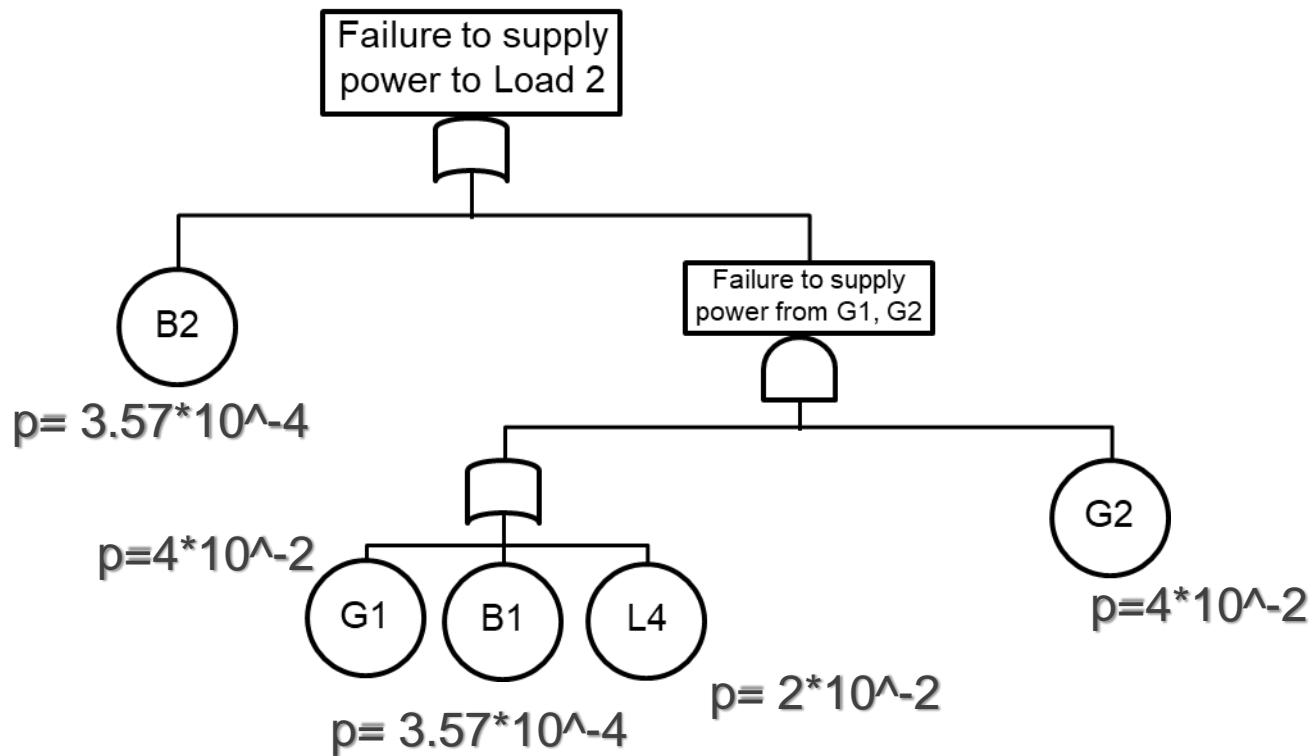 Failure to supply
power to Load 2
B2
p= 3.57*10^-4
Failure to supply
power from G1, G2
p=4*10^-2
G1
B1
L4
p= 3.57*10^-4
p= 2*10^-2
G2
p=4*10^-2